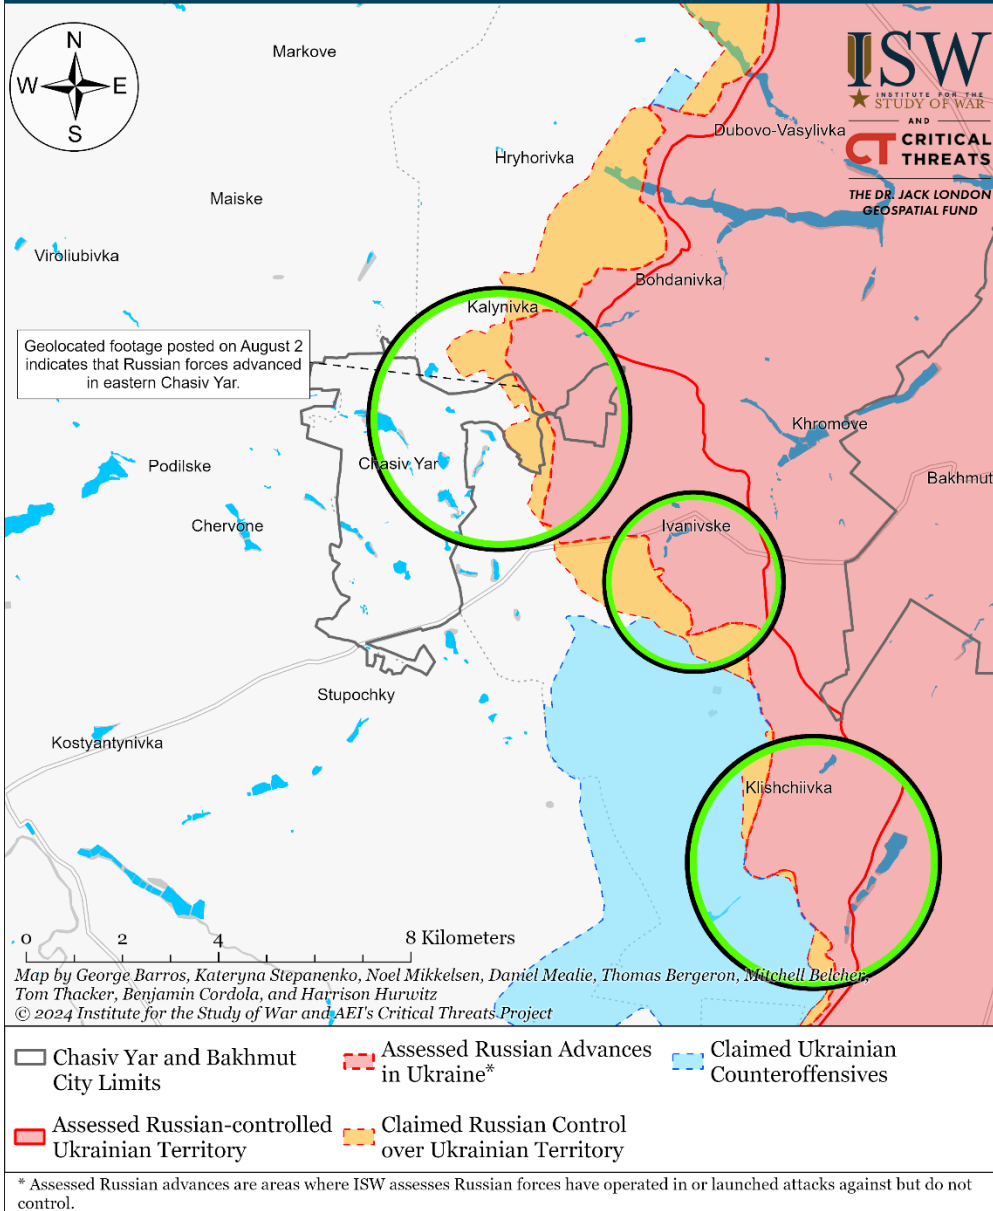 N
W
E
S
ISW
INSTITUTE FOR THE
STUDY OF WAR
AND
CT CRITICAL
THREATS
THE DR. JACK LONDON
GEOSPATIAL FUND
Markove
Dubovo-Vasylivka
Hryhorivka
Maiske
Viroliubivka
Bohdanivka
Kalynivka
Geolocated footage posted on August 2
indicates that Russian forces advanced
in eastern Chasiv Yar.
Khromove
Podilske
Chasiv Yar
Bakhmut
Chervone
Ivanivske
Stupochky
Kostyantynivka
Klishchiivka
0 2 4 8 Kilometers
Map by George Barros, Kateryna Stepanenko, Noel Mikkelsen, Daniel Mealie, Thomas Bergeron, Mitchell Belcher,
Tom Thacker, Benjamin Cordola, and Harrison Hurwitz
© 2024 Institute for the Study of War and AEI's Critical Threats Project
Chasiv Yar and Bakhmut
City Limits
Assessed Russian Advances
in Ukraine*
Claimed Ukrainian
Counteroffensives
Assessed Russian-controlled
Ukrainian Territory
Claimed Russian Control
over Ukrainian Territory
* Assessed Russian advances are areas where ISW assesses Russian forces have operated in or launched attacks against but do not
control.